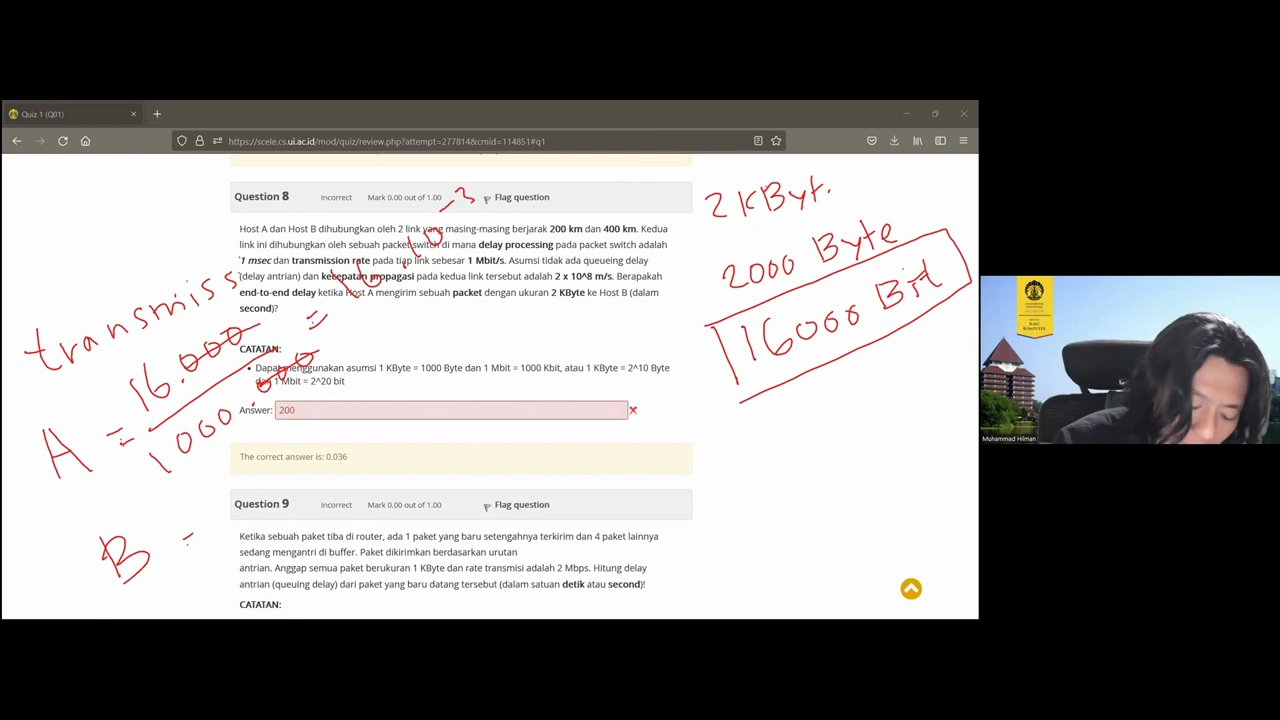 Quiz 1 (Q01)
https://scele.cs.ui.ac.id/mod/quiz/review.php?attempt=277814&cmid=114851#q1
Question 8
Incorrect
Mark 0.00 out of 1.00
Flag question
Host A dan Host B dihubungkan oleh 2 link yang masing-masing berjarak 200 km dan 400 km. Kedua
link ini dihubungkan oleh sebuah packet switch di mana delay processing pada packet switch adalah
1 msec dan transmission rate pada tiap link sebesar 1 Mbit/s. Asumsi tidak ada queueing delay
(delay antrian) dan kecepatan propagasi pada kedua link tersebut adalah 2 x 10^8 m/s. Berapakah
end-to-end delay ketika Host A mengirim sebuah packet dengan ukuran 2 KByte ke Host B (dalam
second)?
CATATAN:
Dapat menggunakan asumsi 1 KByte = 1000 Byte dan 1 Mbit = 1000 Kbit, atau 1 KByte = 2^10 Byte
dan 1 Mbit = 2^20 bit
Answer: 200
The correct answer is: 0.036
Question 9
Incorrect
Mark 0.00 out of 1.00
Flag question
Ketika sebuah paket tiba di router, ada 1 paket yang baru setengahnya terkirim dan 4 paket lainnya
sedang mengantri di buffer. Paket dikirimkan berdasarkan urutan
antrian. Anggap semua paket berukuran 1 KByte dan rate transmisi adalah 2 Mbps. Hitung delay
antrian (queuing delay) dari paket yang baru datang tersebut (dalam satuan detik atau second)!
CATATAN:
transmiss
A = 16.000 / 1000.000 = 16.10-3
B =
2 KByt.
2000 Byte
16000 Bit
ILMU
KOMPUTER
Muhammad Hilman